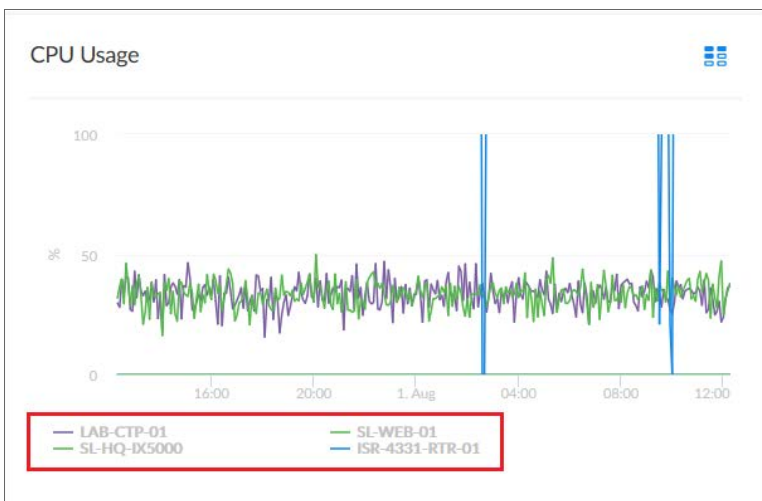 CPU Usage
100
%
50
0
16:00 20:00 1. Aug 04:00 08:00 12:00
LAB-CTP-01 SL-WEB-01
SL-HQ-IX5000 ISR-4331-RTR-01